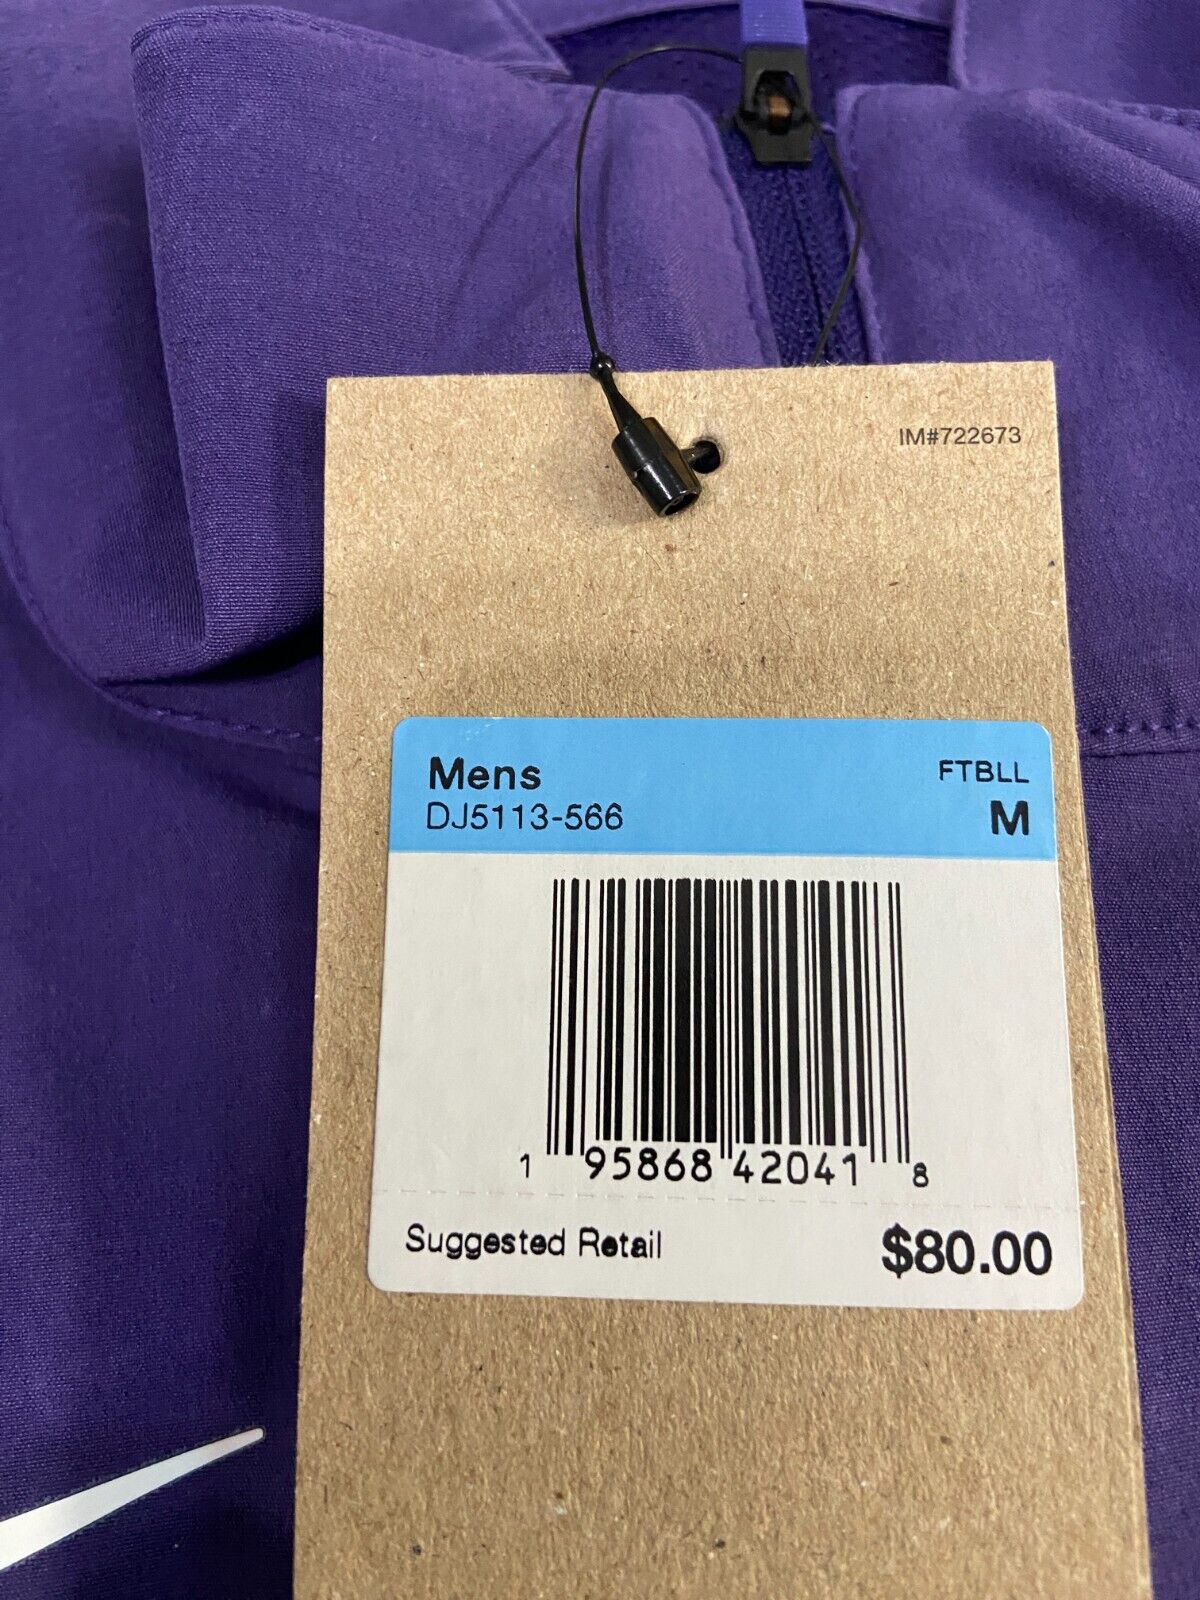 IM#722673
Mens
FTBLL
DJ5113-566
M
1 95868 42041 8
Suggested Retail
$80.00